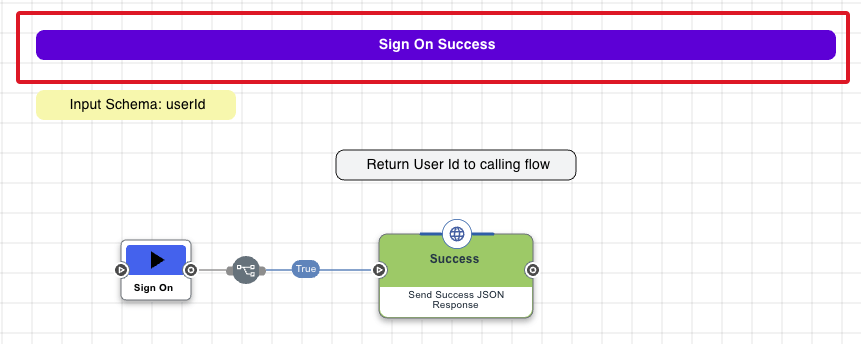 Sign On Success
Input Schema: userId
Return User Id to calling flow
Success
True
Sign On
Send Success JSON
Response